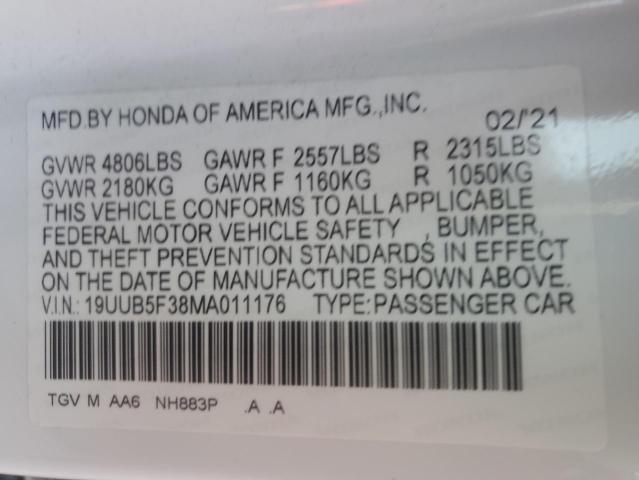 MFD.BY HONDA OF AMERICA MFG.,INC. 02/'21
GVWR 4806LBS GAWR F 2557LBS R 2315LBS
GVWR 2180KG GAWR F 1160KG R 1050KG
THIS VEHICLE CONFORMS TO ALL APPLICABLE
FEDERAL MOTOR VEHICLE SAFETY , BUMPER,
AND THEFT PREVENTION STANDARDS IN EFFECT
ON THE DATE OF MANUFACTURE SHOWN ABOVE.
V.I.N.: 19UUB5F38MA011176 TYPE:PASSENGER CAR
TGV M AA6 NH883P .A .A